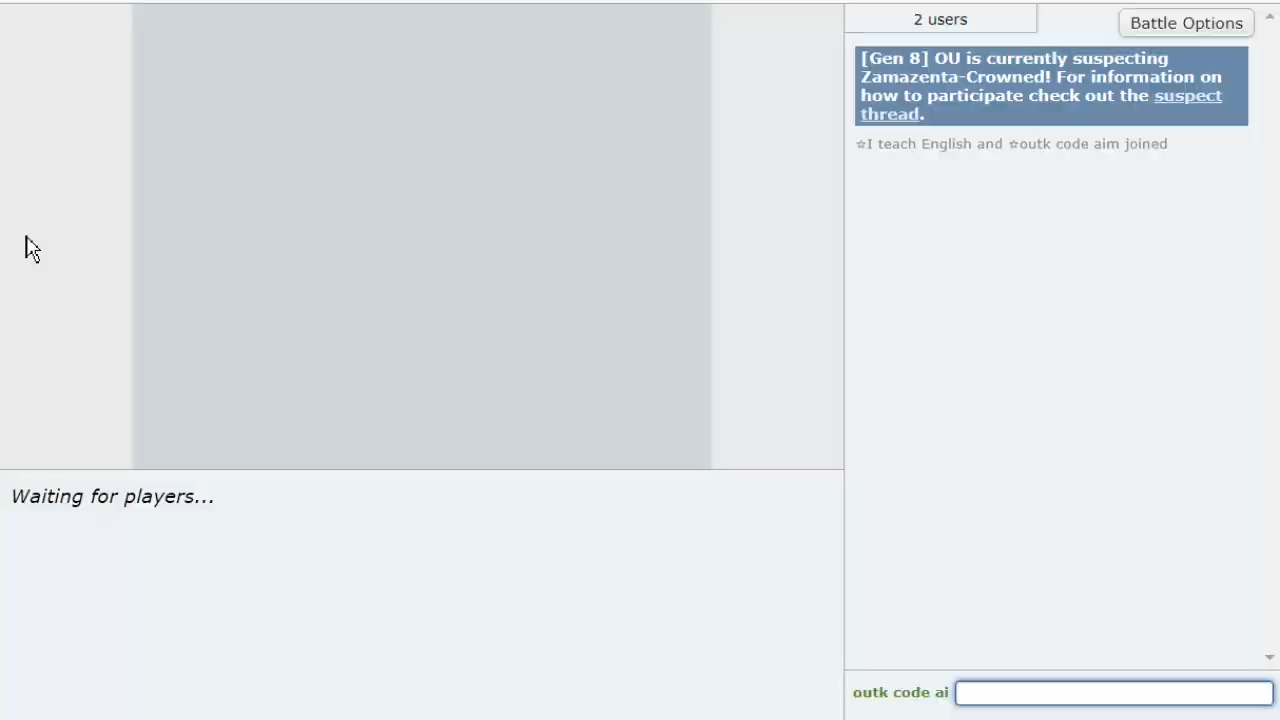 2 users
Battle Options
[Gen 8] OU is currently suspecting
Zamazenta-Crowned! For information on
how to participate check out the suspect
thread.
☆I teach English and ☆outk code aim joined
Waiting for players...
outk code ai